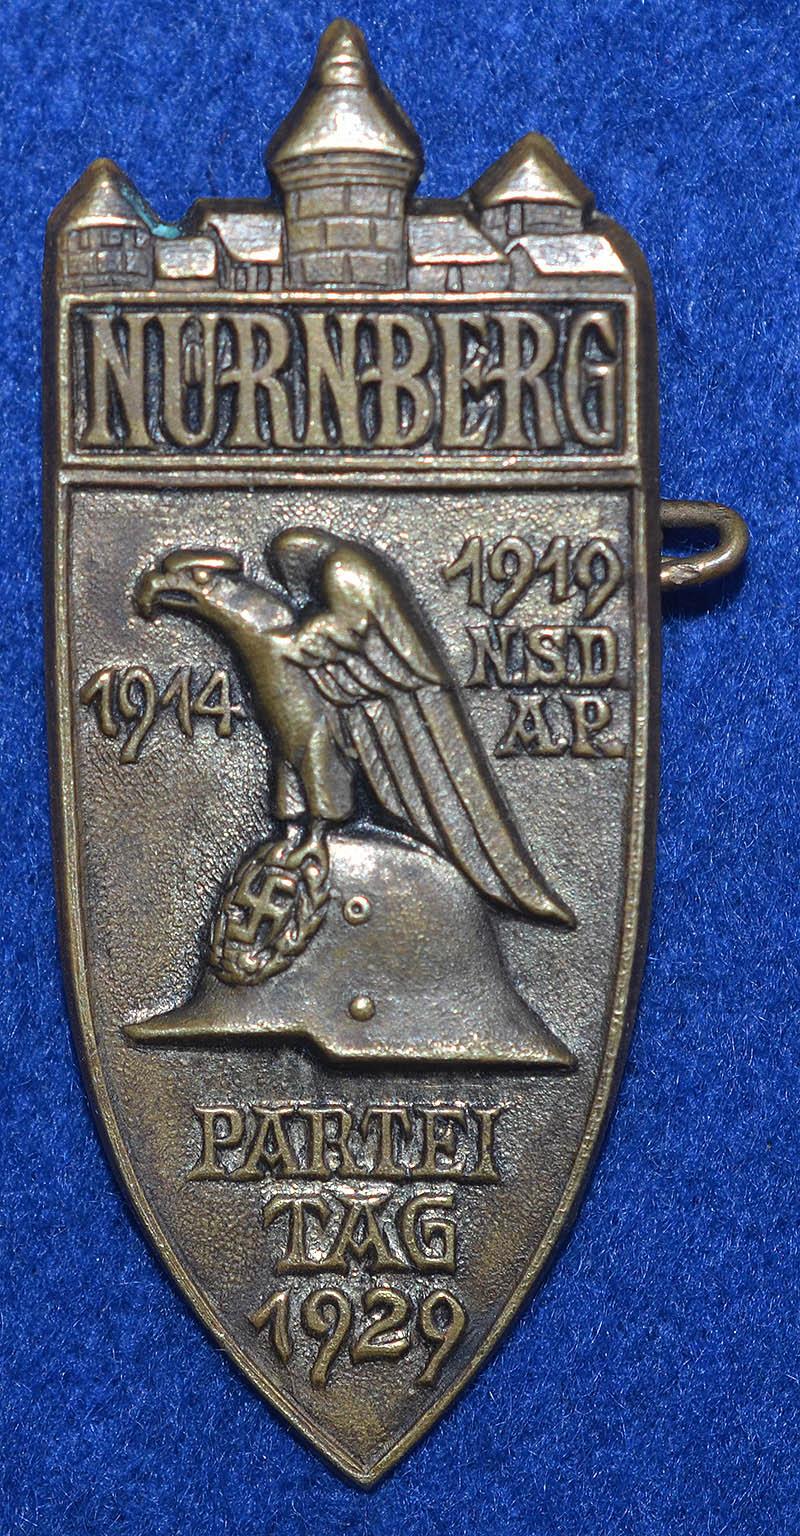 NÜRNBERG
1919
N.S.D.
A.P.
1914
PARTEI
TAG
1929